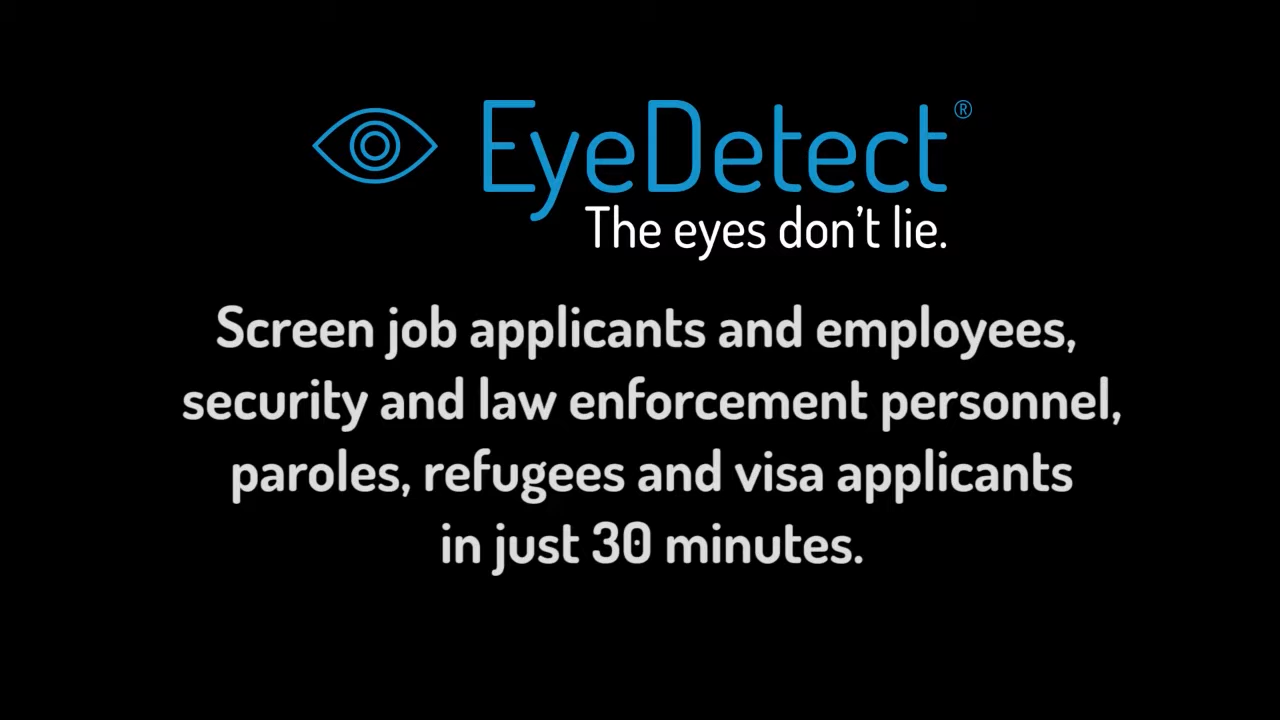 EyeDetect®
The eyes don't lie.
Screen job applicants and employees,
security and law enforcement personnel,
paroles, refugees and visa applicants
in just 30 minutes.